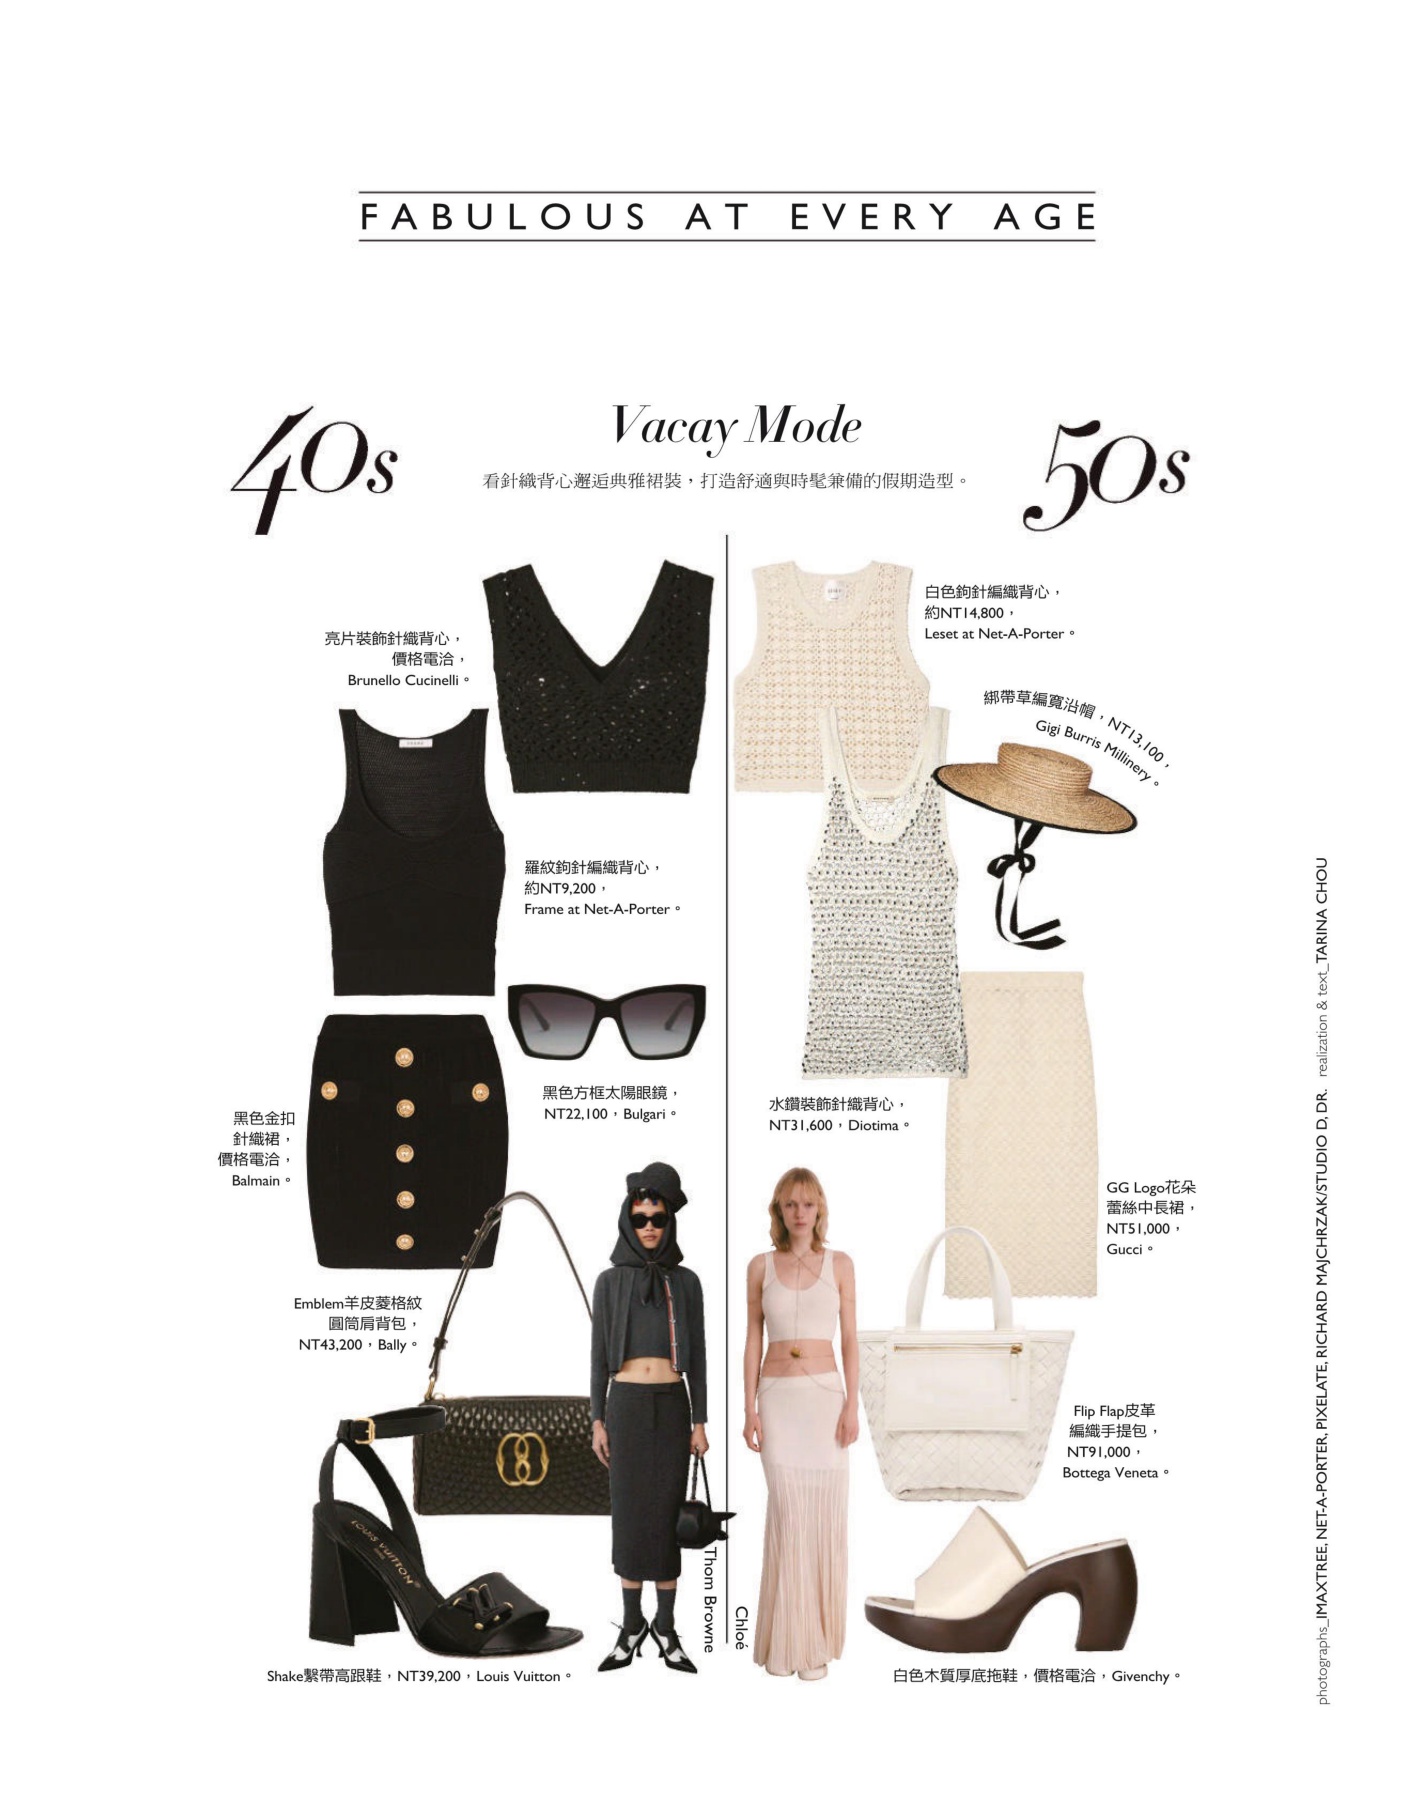 FABULOUS AT EVERY AGE
40s
Vacay Mode
50s
看針織背心邂逅典雅裙裝，打造舒適與時髦兼備的假期造型。
亮片裝飾針織背心，
價格電洽，
Brunello Cucinelli。
羅紋鉤針編織背心，
約NT9,200，
Frame at Net-A-Porter。
黑色方框太陽眼鏡，
NT22,100，Bulgari。
黑色金扣
針織裙，
價格電洽，
Balmain。
Emblem羊皮菱格紋
圓筒肩背包，
NT43,200，Bally。
LOUIS VUITTON
Shake繫帶高跟鞋，NT39,200，Louis Vuitton。
Thom Browne
白色鉤針編織背心，
約NT14,800，
Leset at Net-A-Porter。
綁帶草編寬沿帽，NT13,100，
Gigi Burris Millinery。
水鑽裝飾針織背心，
NT31,600，Diotima。
GG Logo花朵
蕾絲中長裙，
NT51,000，
Gucci。
Flip Flap皮革
編織手提包，
NT91,000，
Bottega Veneta。
Chloé
白色木質厚底拖鞋，價格電洽，Givenchy。
photographs_IMAXTREE, NET-A-PORTER, PIXELATE, RICHARD MAJCHRZAK/STUDIO D, DR. realization & text_TARINA CHOU